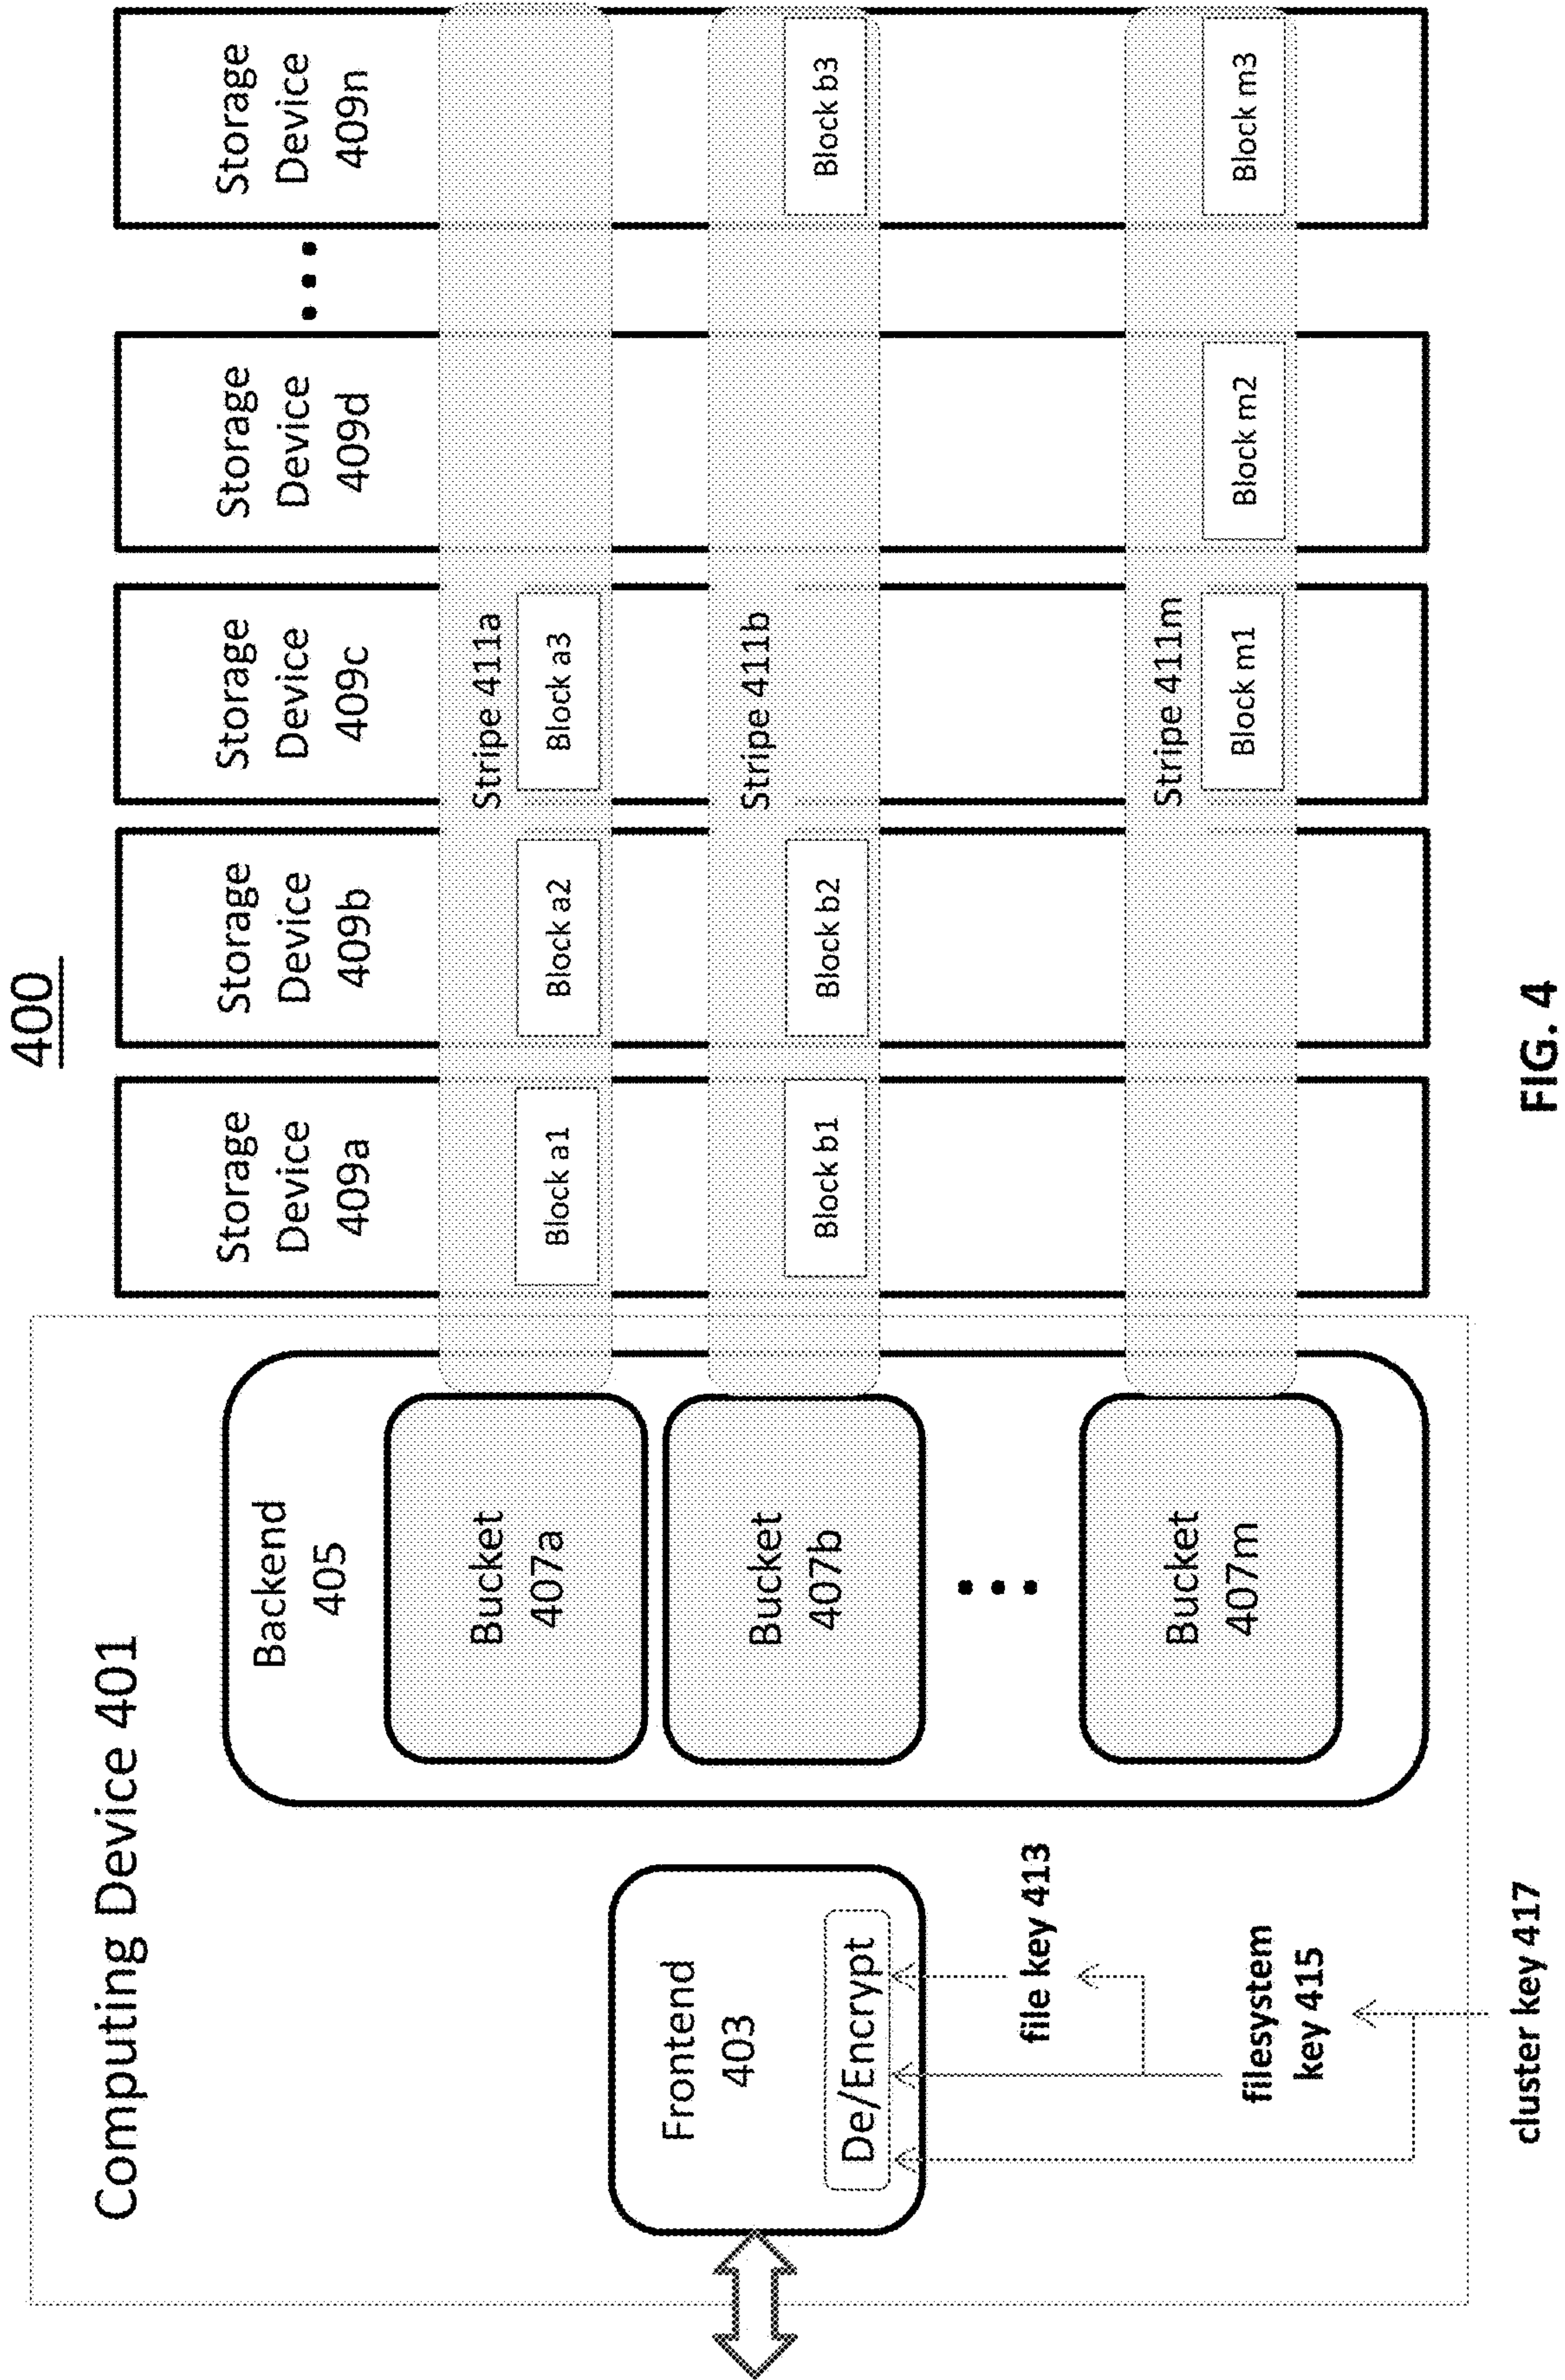 400
Computing Device 401
Frontend
403
De/Encrypt
file key 413
filesystem
key 415
cluster key 417
Backend
405
Bucket
407a
Bucket
407b
Bucket
407m
Storage
Device
409a
Storage
Device
409b
Storage
Device
409c
Storage
Device
409d
Storage
Device
409n
Stripe 411a
Block a1
Block a2
Block a3
Stripe 411b
Block b1
Block b2
Block b3
Stripe 411m
Block m1
Block m2
Block m3
FIG. 4